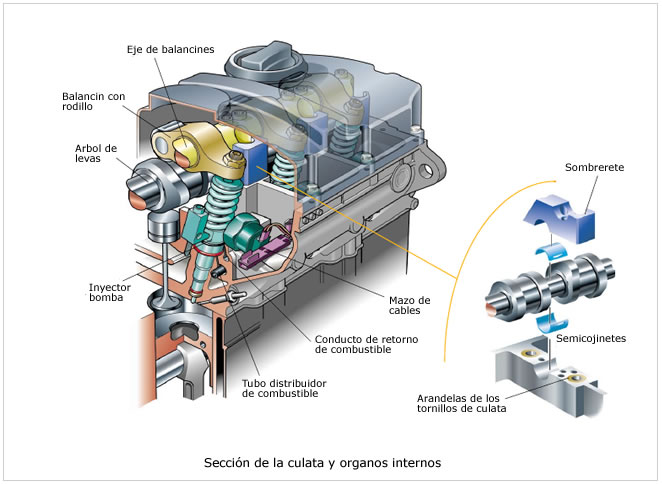 Eje de balancines
Balancin con
rodillo
Arbol de
levas
Inyector
bomba
Mazo de
cables
Conducto de retorno
de combustible
Tubo distribuidor
de combustible
Sombrerete
Semicojinetes
Arandelas de los
tornillos de culata
Sección de la culata y organos internos